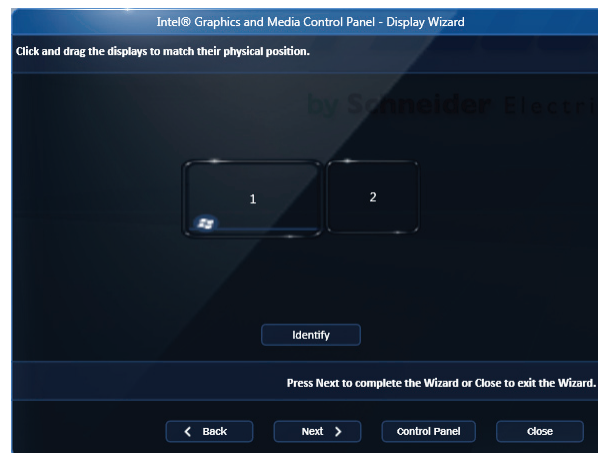 Intel® Graphics and Media Control Panel - Display Wizard
Click and drag the displays to match their physical position.
by Schneider Electri
1
2
Identify
Press Next to complete the Wizard or Close to exit the Wizard.
Back
Next
Control Panel
Close